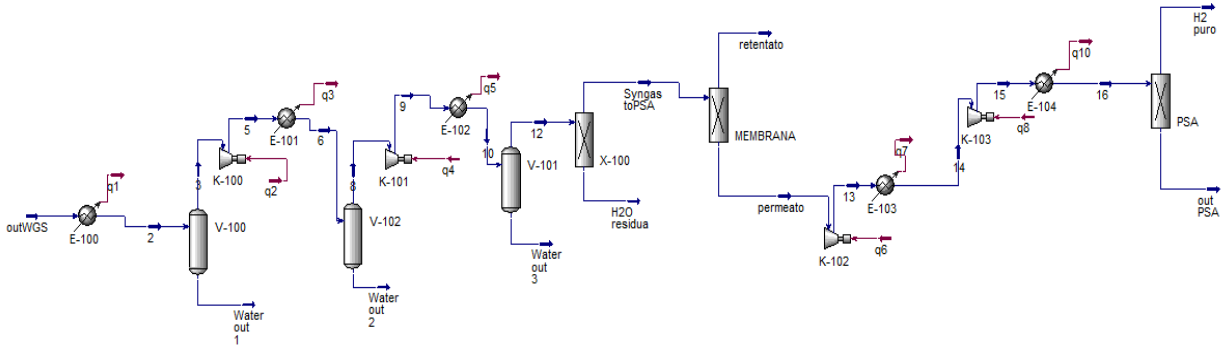 outWGS
q1
E-100
2
3
V-100
Water
out
1
5
K-100
q2
q3
E-101
6
8
V-102
Water
out
2
9
K-101
q4
q5
E-102
10
V-101
Water
out
3
12
X-100
H2O
residua
Syngas
toPSA
retentato
MEMBRANA
permeato
K-102
q6
13
q7
E-103
14
15
K-103
q8
q10
E-104
16
H2
puro
PSA
out
PSA